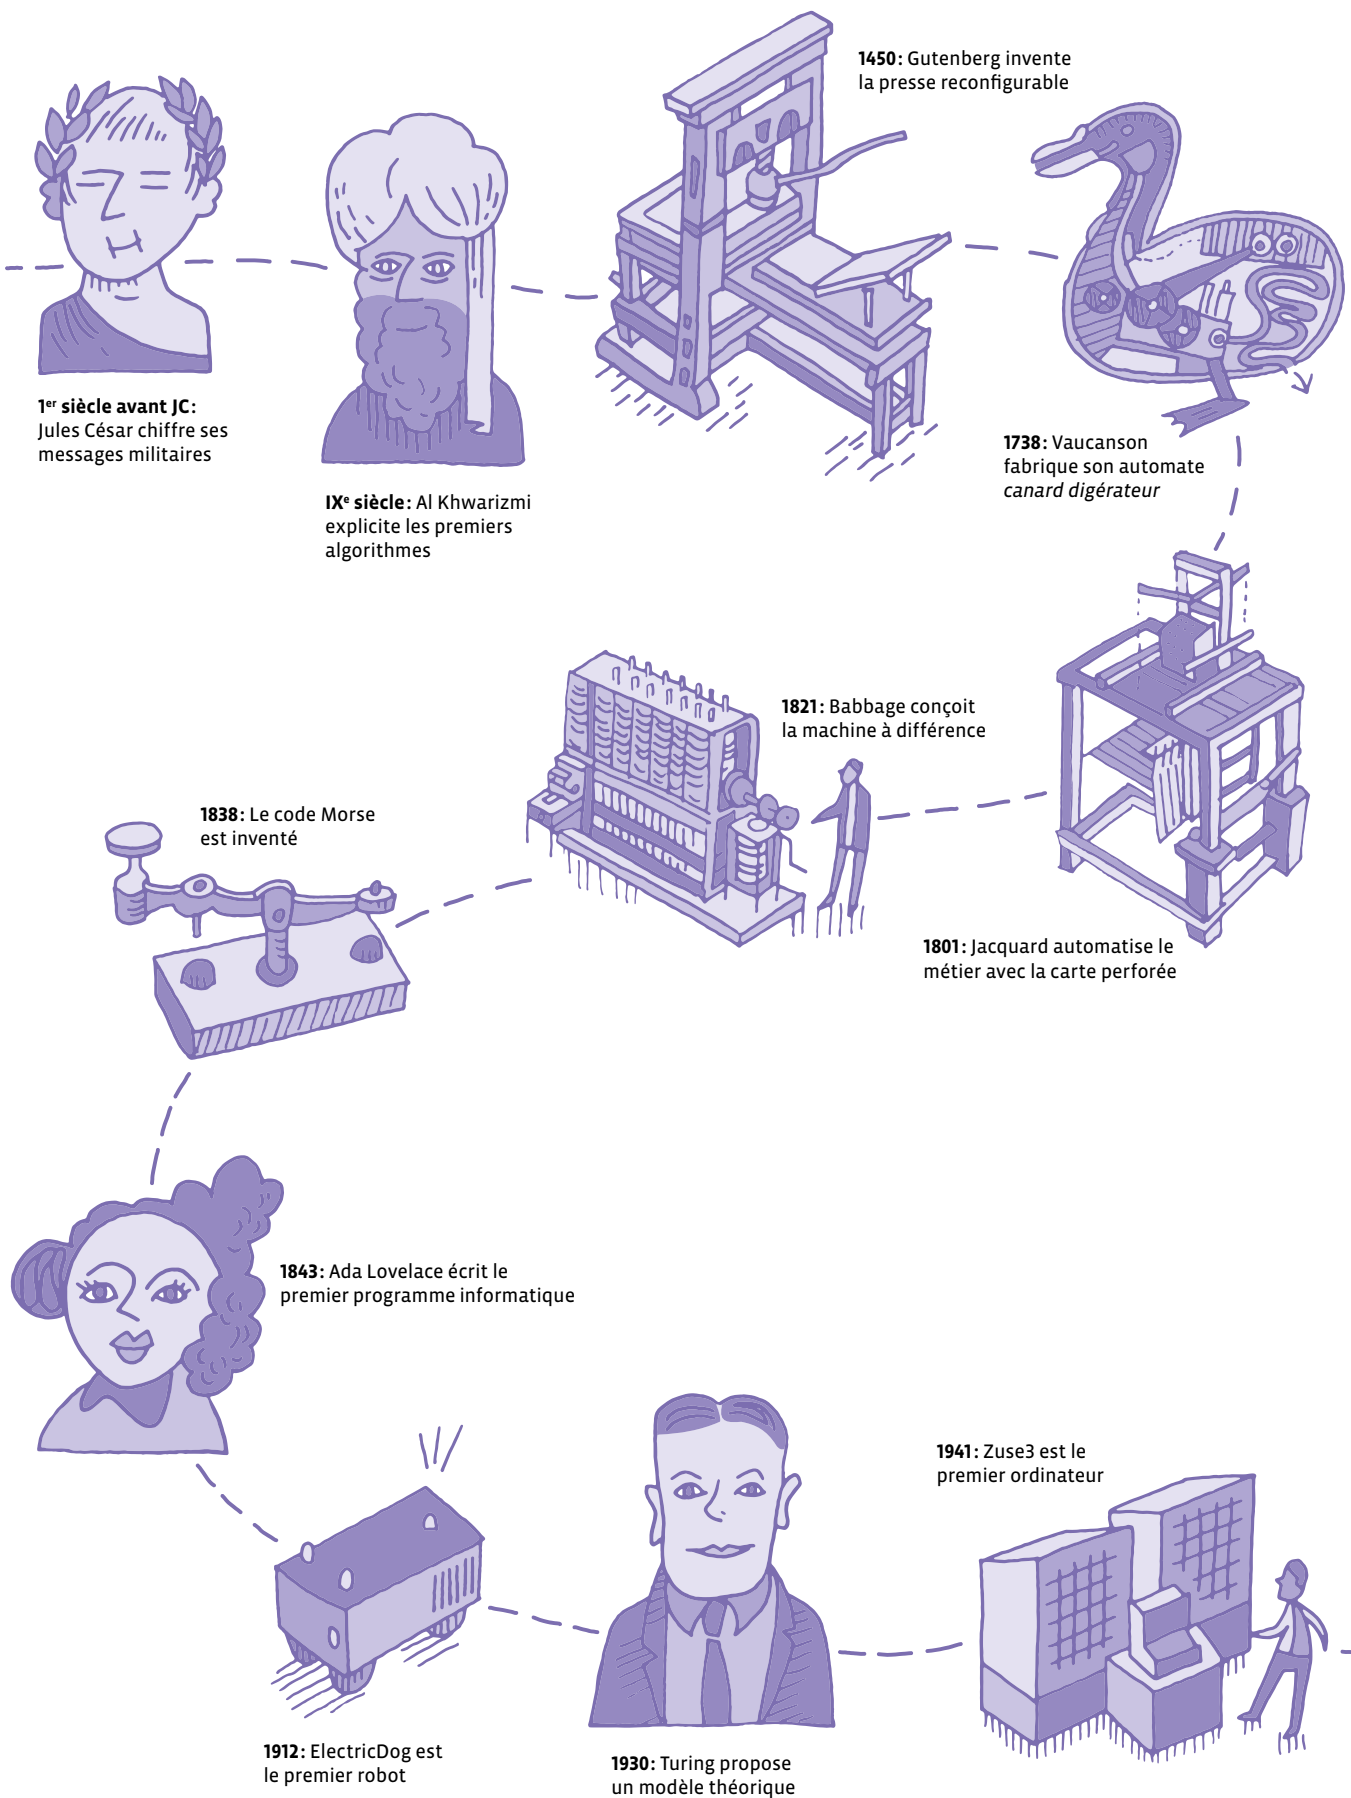 1er siècle avant JC :
Jules César chiffre ses
messages militaires
IXe siècle : Al Khwarizmi
explicite les premiers
algorithmes
1450 : Gutenberg invente
la presse reconfigurable
1738 : Vaucanson
fabrique son automate
canard digérateur
1801 : Jacquard automatise le
métier avec la carte perforée
1821 : Babbage conçoit
la machine à différence
1838 : Le code Morse
est inventé
1843 : Ada Lovelace écrit le
premier programme informatique
1912 : ElectricDog est
le premier robot
1930 : Turing propose
un modèle théorique
1941 : Zuse3 est le
premier ordinateur